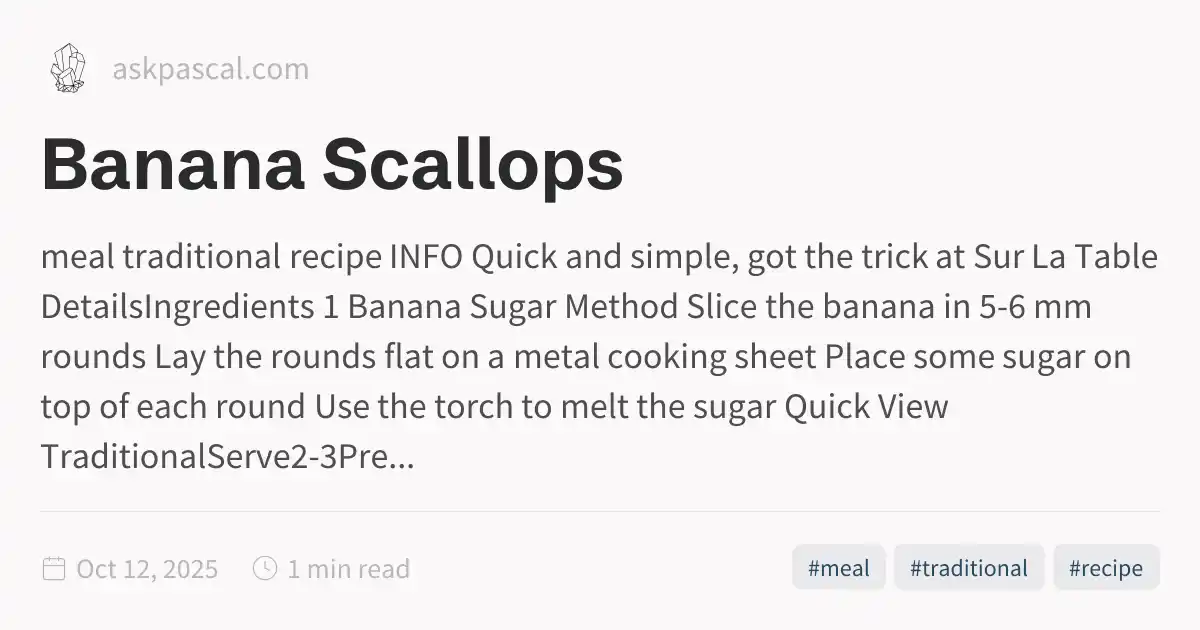 askpascal.com
Banana Scallops
meal traditional recipe INFO Quick and simple, got the trick at Sur La Table
DetailsIngredients 1 Banana Sugar Method Slice the banana in 5-6 mm
rounds Lay the rounds flat on a metal cooking sheet Place some sugar on
top of each round Use the torch to melt the sugar Quick View
TraditionalServe2-3Pre...
Oct 12, 2025 1 min read #meal #traditional #recipe